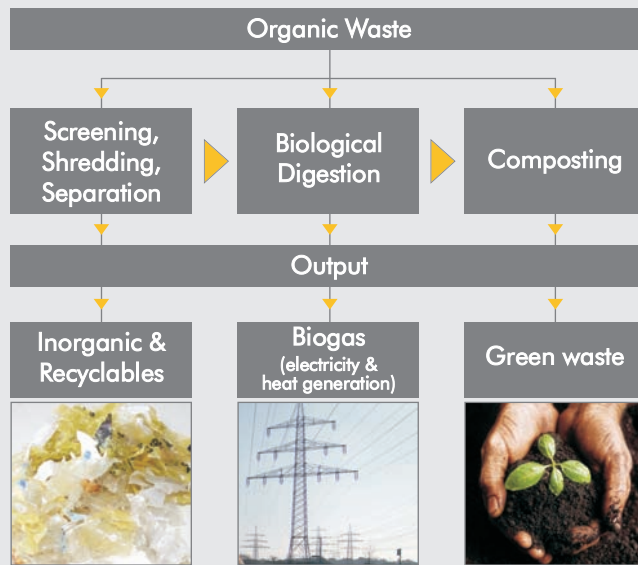 Organic Waste
Screening,
Shredding,
Separation
Biological
Digestion
Composting
Output
Inorganic &
Recyclables
Biogas
(electricity &
heat generation)
Green waste